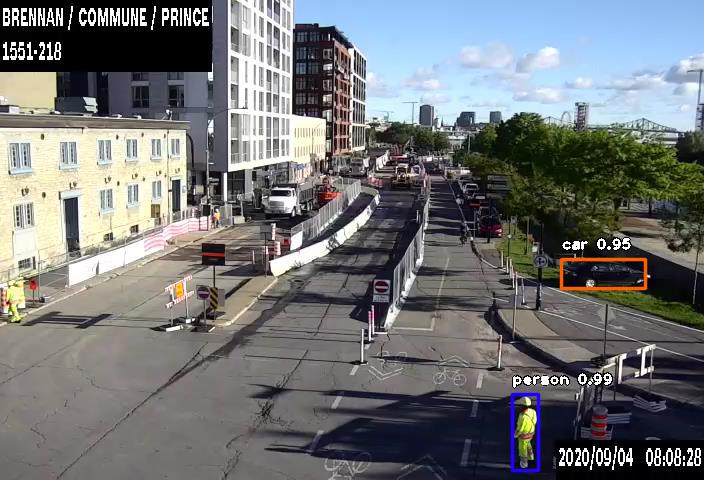 BRENNAN / COMMUNE / PRINCE
1551-218
car 0.95
person 0.99
2020/09/04 08:08:28